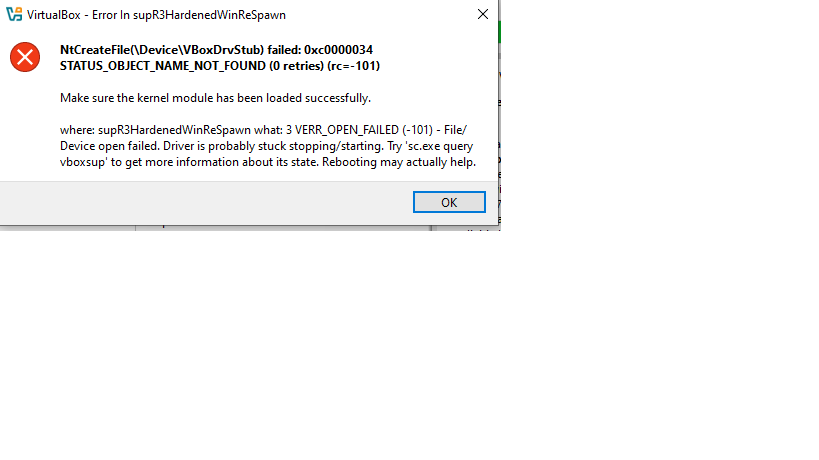 VirtualBox - Error In supR3HardenedWinReSpawn
NtCreateFile(\Device\VBoxDrvStub) failed: 0xc0000034
STATUS_OBJECT_NAME_NOT_FOUND (0 retries) (rc=-101)
Make sure the kernel module has been loaded successfully.
where: supR3HardenedWinReSpawn what: 3 VERR_OPEN_FAILED (-101) - File/
Device open failed. Driver is probably stuck stopping/starting. Try 'sc.exe query
vboxsup' to get more information about its state. Rebooting may actually help.
OK